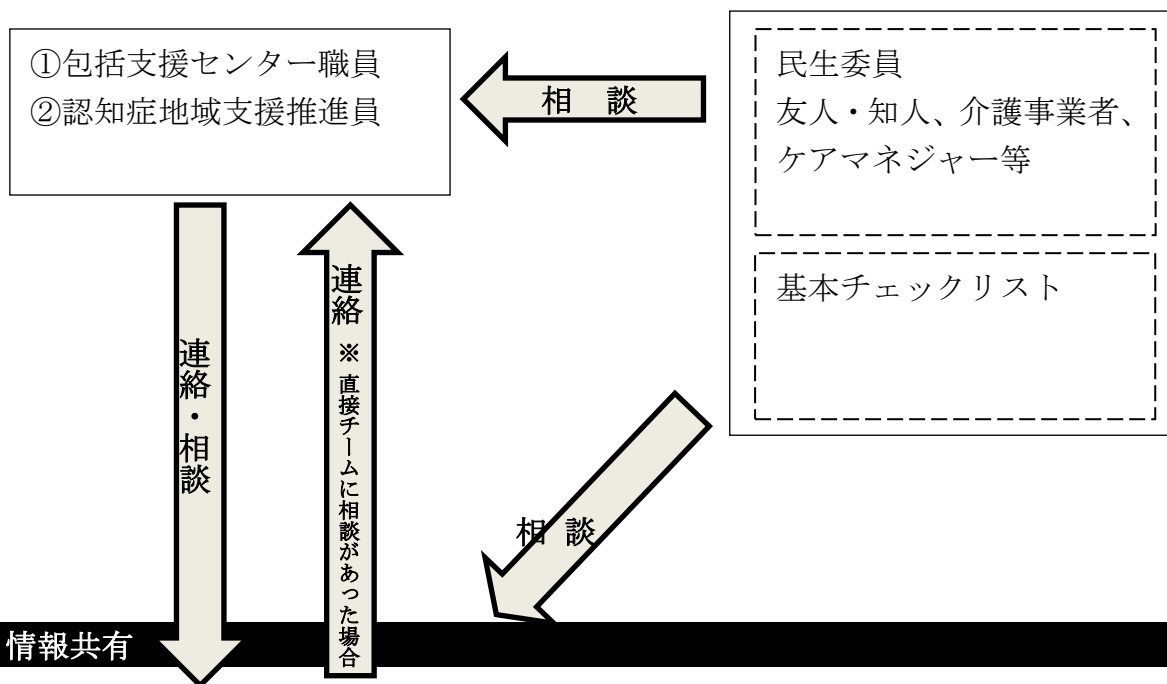 ①包括支援センター職員
②認知症地域支援推進員
相 談
民生委員
友人・知人、介護事業者、
ケアマネジャー等
基本チェックリスト
連絡・相談
連絡 ※直接チームに相談があった場合
相 談
情報共有